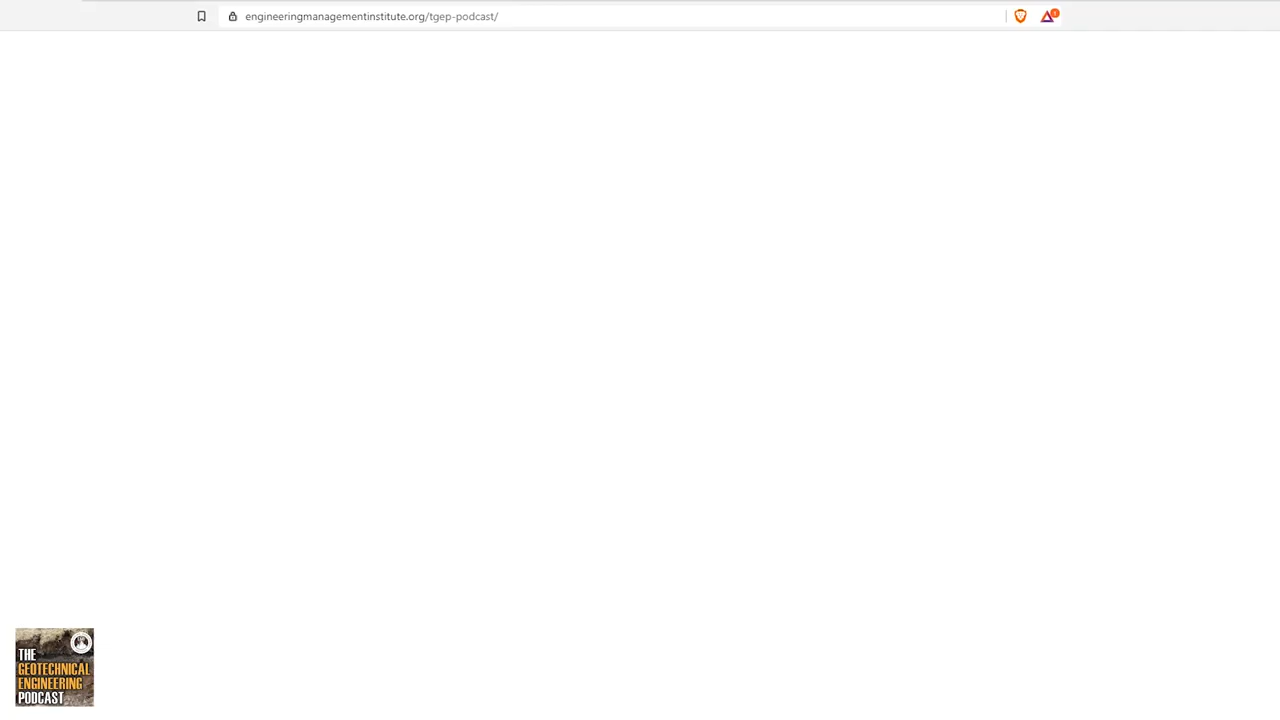 engineeringmanagementinstitute.org/tgep-podcast/
THE
GEOTECHNICAL
ENGINEERING
PODCAST